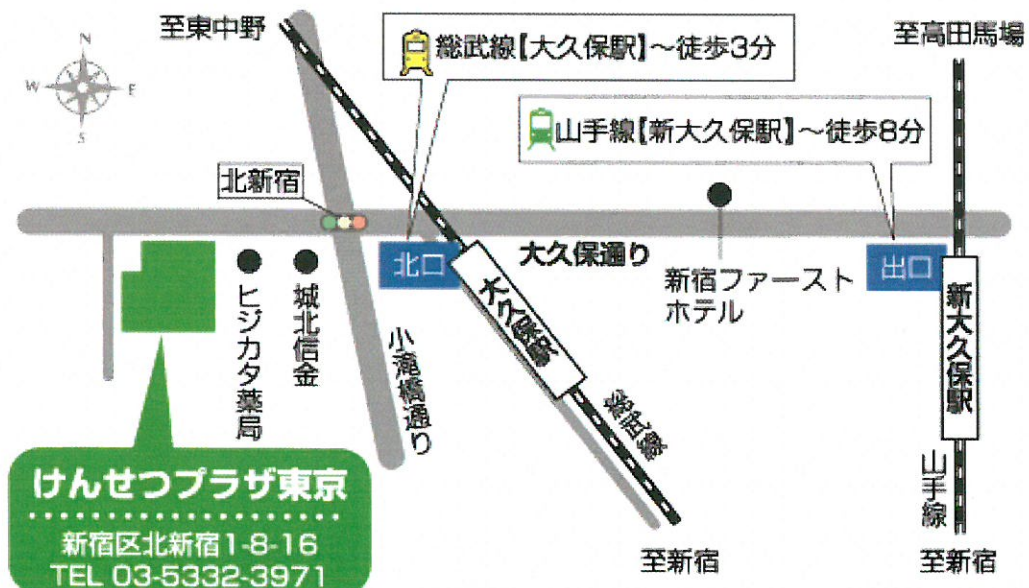 至東中野
総武線【大久保駅】～徒歩3分
至高田馬場
N
W
E
S
山手線【新大久保駅】～徒歩8分
北新宿
北口
大久保通り
出口
新宿ファースト
ホテル
大久保駅
新大久保駅
ヒジカタ薬局
城北信金
小滝橋通り
総武線
山手線
けんせつプラザ東京
新宿区北新宿1-8-16
TEL 03-5332-3971
至新宿
至新宿